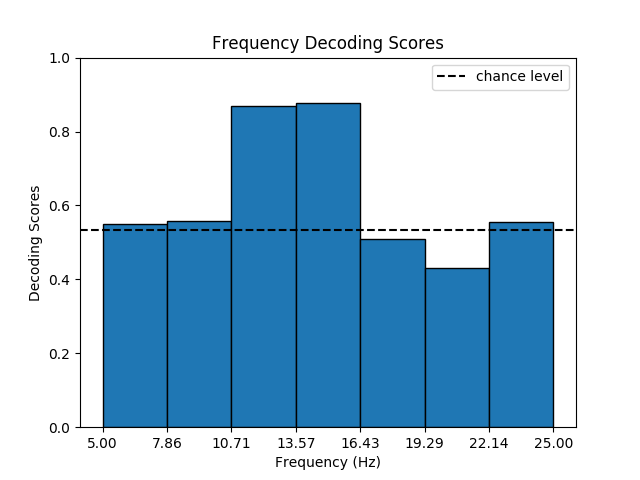 Frequency Decoding Scores
chance level
1.0
0.8
0.6
0.4
0.2
0.0
Decoding Scores
5.00 7.86 10.71 13.57 16.43 19.29 22.14 25.00
Frequency (Hz)